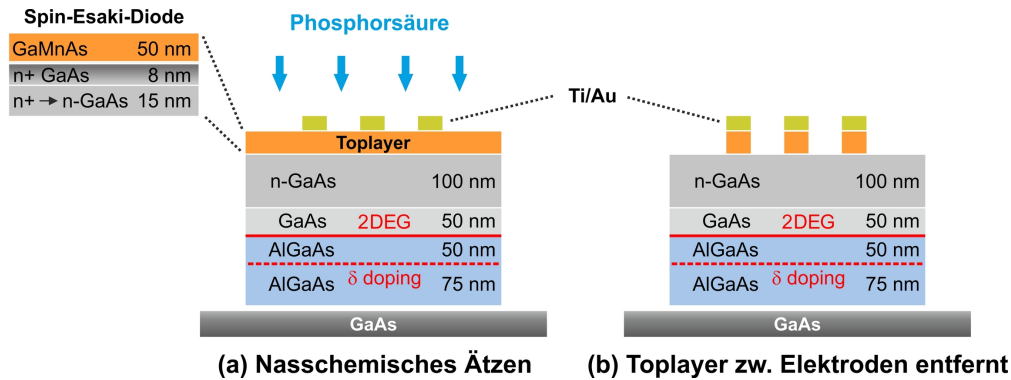 Spin-Esaki-Diode
GaMnAs 50 nm
n+ GaAs 8 nm
n+ → n-GaAs 15 nm
Phosphorsäure
Ti/Au
Toplayer
n-GaAs 100 nm
GaAs 2DEG 50 nm
AlGaAs 50 nm
δ doping
AlGaAs 75 nm
GaAs
(a) Nasschemisches Ätzen
n-GaAs 100 nm
GaAs 2DEG 50 nm
AlGaAs 50 nm
δ doping
AlGaAs 75 nm
GaAs
(b) Toplayer zw. Elektroden entfernt